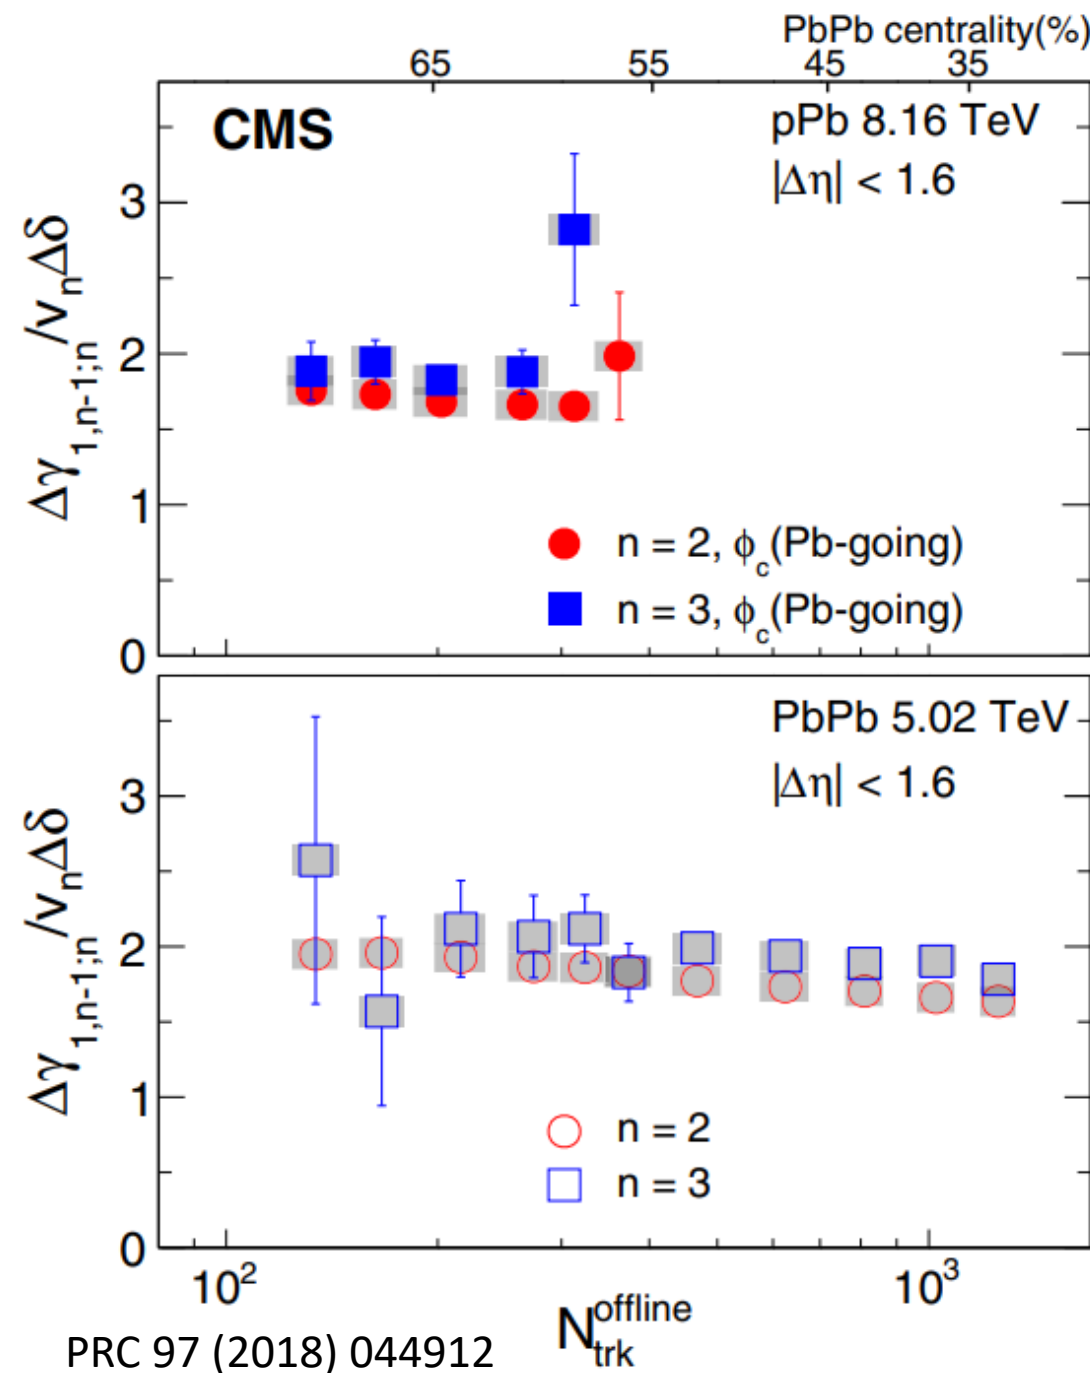 PbPb centrality(%)
65 55 45 35
CMS
pPb 8.16 TeV
|Δη| < 1.6
3
2
1
0
Δγ₁,ₙ₋₁;ₙ/vₙΔδ
n = 2, ϕc(Pb-going)
n = 3, ϕc(Pb-going)
PbPb 5.02 TeV
|Δη| < 1.6
3
2
1
0
Δγ₁,ₙ₋₁;ₙ/vₙΔδ
n = 2
n = 3
10² 10³
N trk offline
PRC 97 (2018) 044912